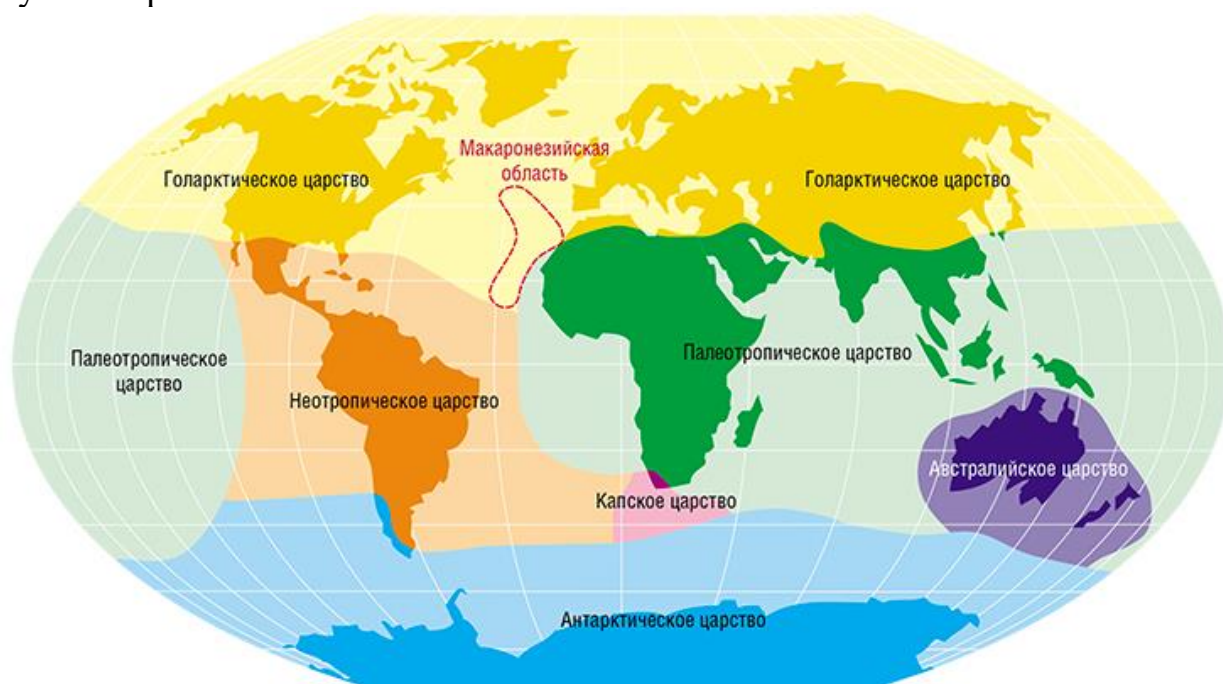 Макаронезийская
область
Голарктическое царство
Голарктическое царство
Палеотропическое
царство
Палеотропическое царство
Неотропическое царство
Австралийское царство
Капское царство
Антарктическое царство